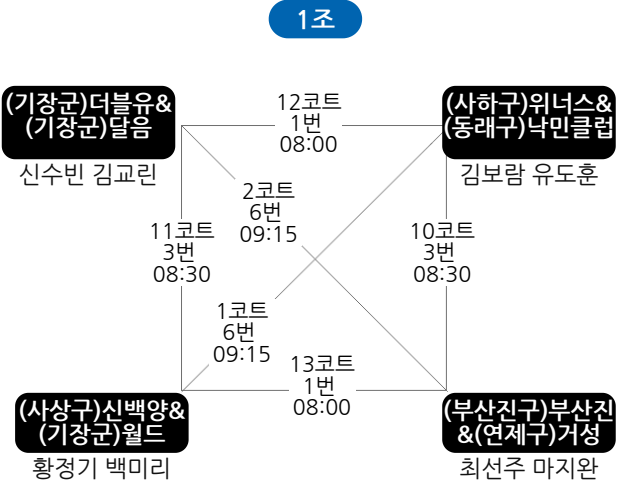 1조
(기장군)더블유&
(기장군)달음
신수빈 김교린
(사하구)위너스&
(동래구)낙민클럽
김보람 유도훈
12코트
1번
08:00
2코트
6번
09:15
11코트
3번
08:30
10코트
3번
08:30
1코트
6번
09:15
13코트
1번
08:00
(사상구)신백양&
(기장군)월드
황정기 백미리
(부산진구)부산진
&(연제구)거성
최선주 마지완